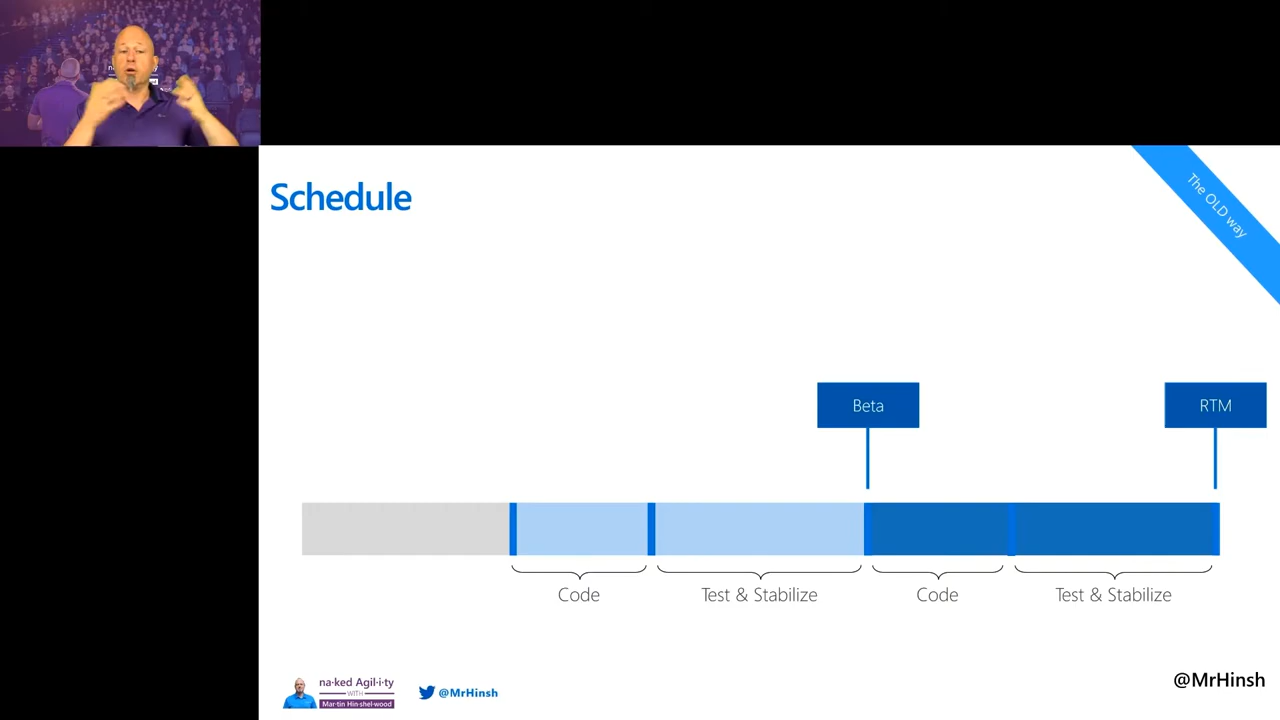 Schedule
The OLD way
Beta
RTM
Code
Test & Stabilize
Code
Test & Stabilize
na·ked Agil·i·ty
WITH
Mar·tin Hin·shel·wood
@MrHinsh
@MrHinsh